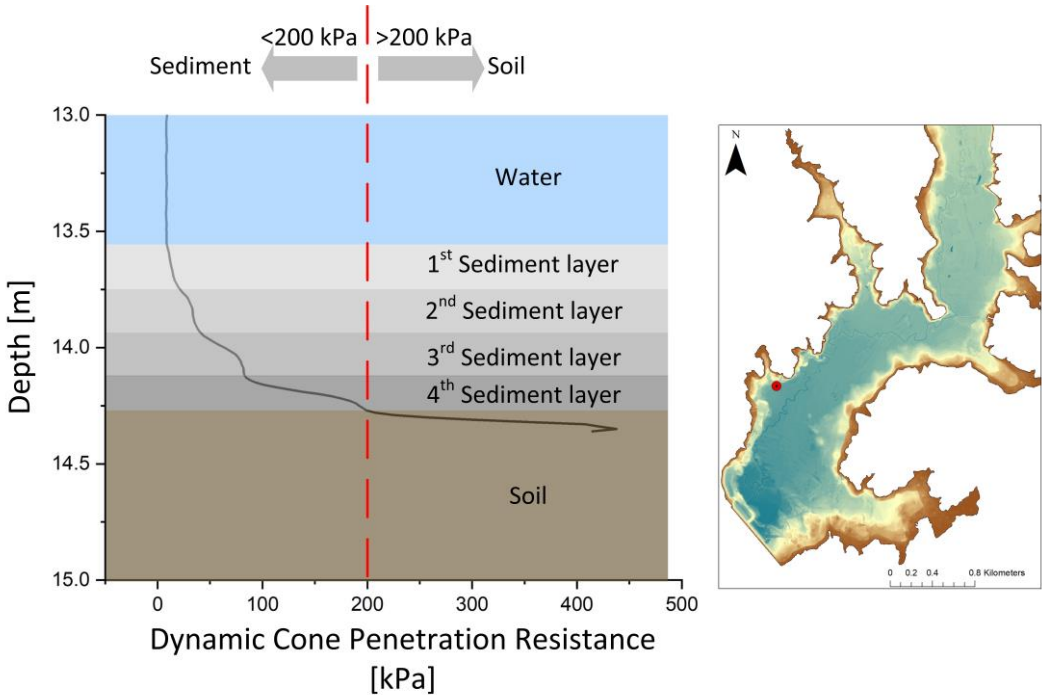 <200 kPa >200 kPa
Sediment Soil
13.0
13.5
14.0
14.5
15.0
Depth [m]
Water
1st Sediment layer
2nd Sediment layer
3rd Sediment layer
4th Sediment layer
Soil
0 100 200 300 400 500
Dynamic Cone Penetration Resistance
[kPa]
N
0 0.2 0.4 0.8 Kilometers